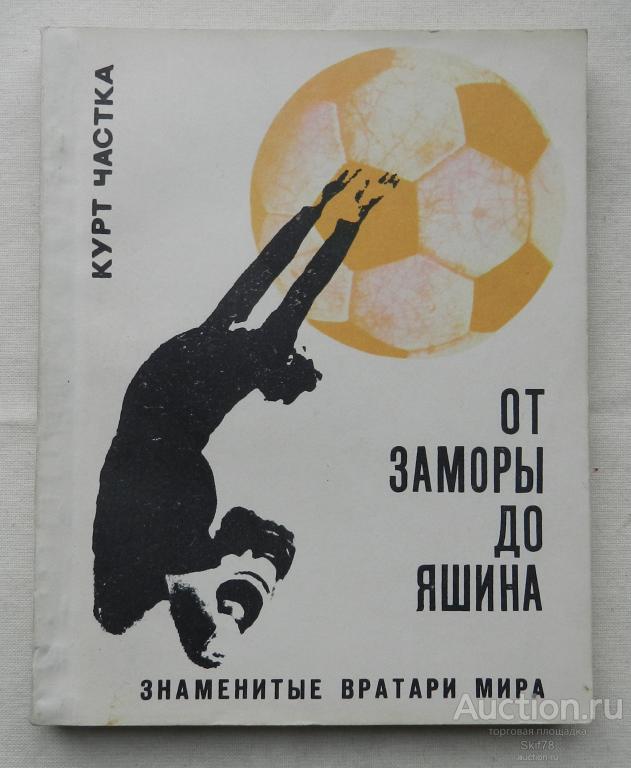 КУРТ ЧАСТКА
ОТ
ЗАМОРЫ
ДО
ЯШИНА
ЗНАМЕНИТЫЕ ВРАТАРИ МИРА
Auction.ru
торговая площадка
Skif78
auction.ru